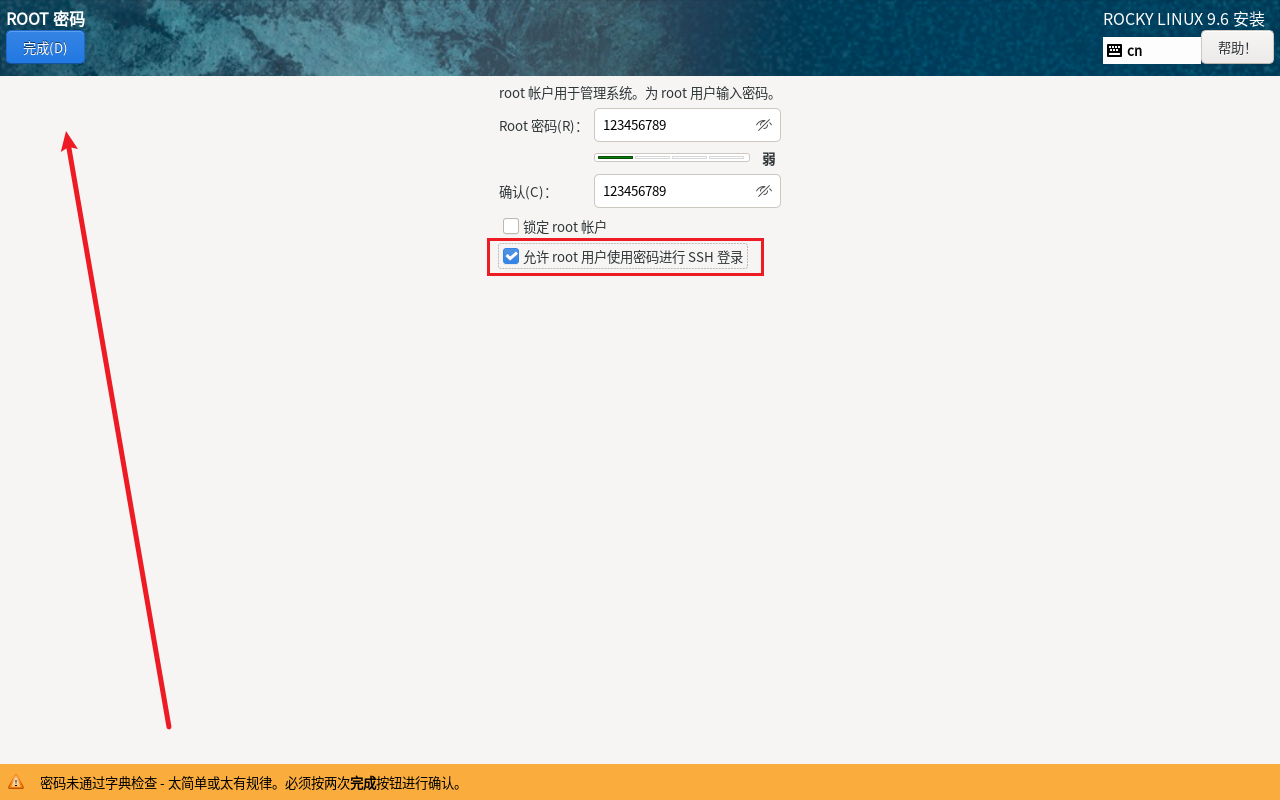 ROOT 密码
ROCKY LINUX 9.6 安装
完成(D)
cn
帮助！
root 帐户用于管理系统。为 root 用户输入密码。
Root 密码(R)： 123456789
弱
确认(C)： 123456789
锁定 root 帐户
允许 root 用户使用密码进行 SSH 登录
密码未通过字典检查 - 太简单或太有规律。必须按两次完成按钮进行确认。